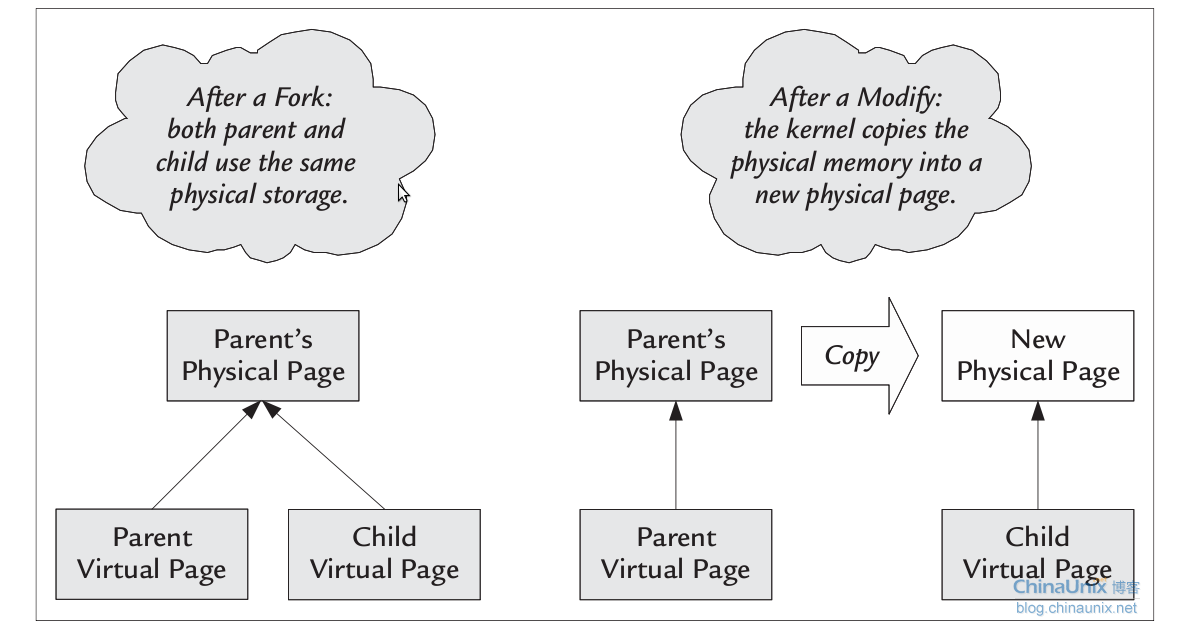 After a Fork:
both parent and
child use the same
physical storage.
After a Modify:
the kernel copies the
physical memory into a
new physical page.
Parent’s
Physical Page
Parent’s
Physical Page
Copy
New
Physical Page
Parent
Virtual Page
Child
Virtual Page
Parent
Virtual Page
Child
Virtual Page
ChinaUnix 博客
blog.chinaunix.net